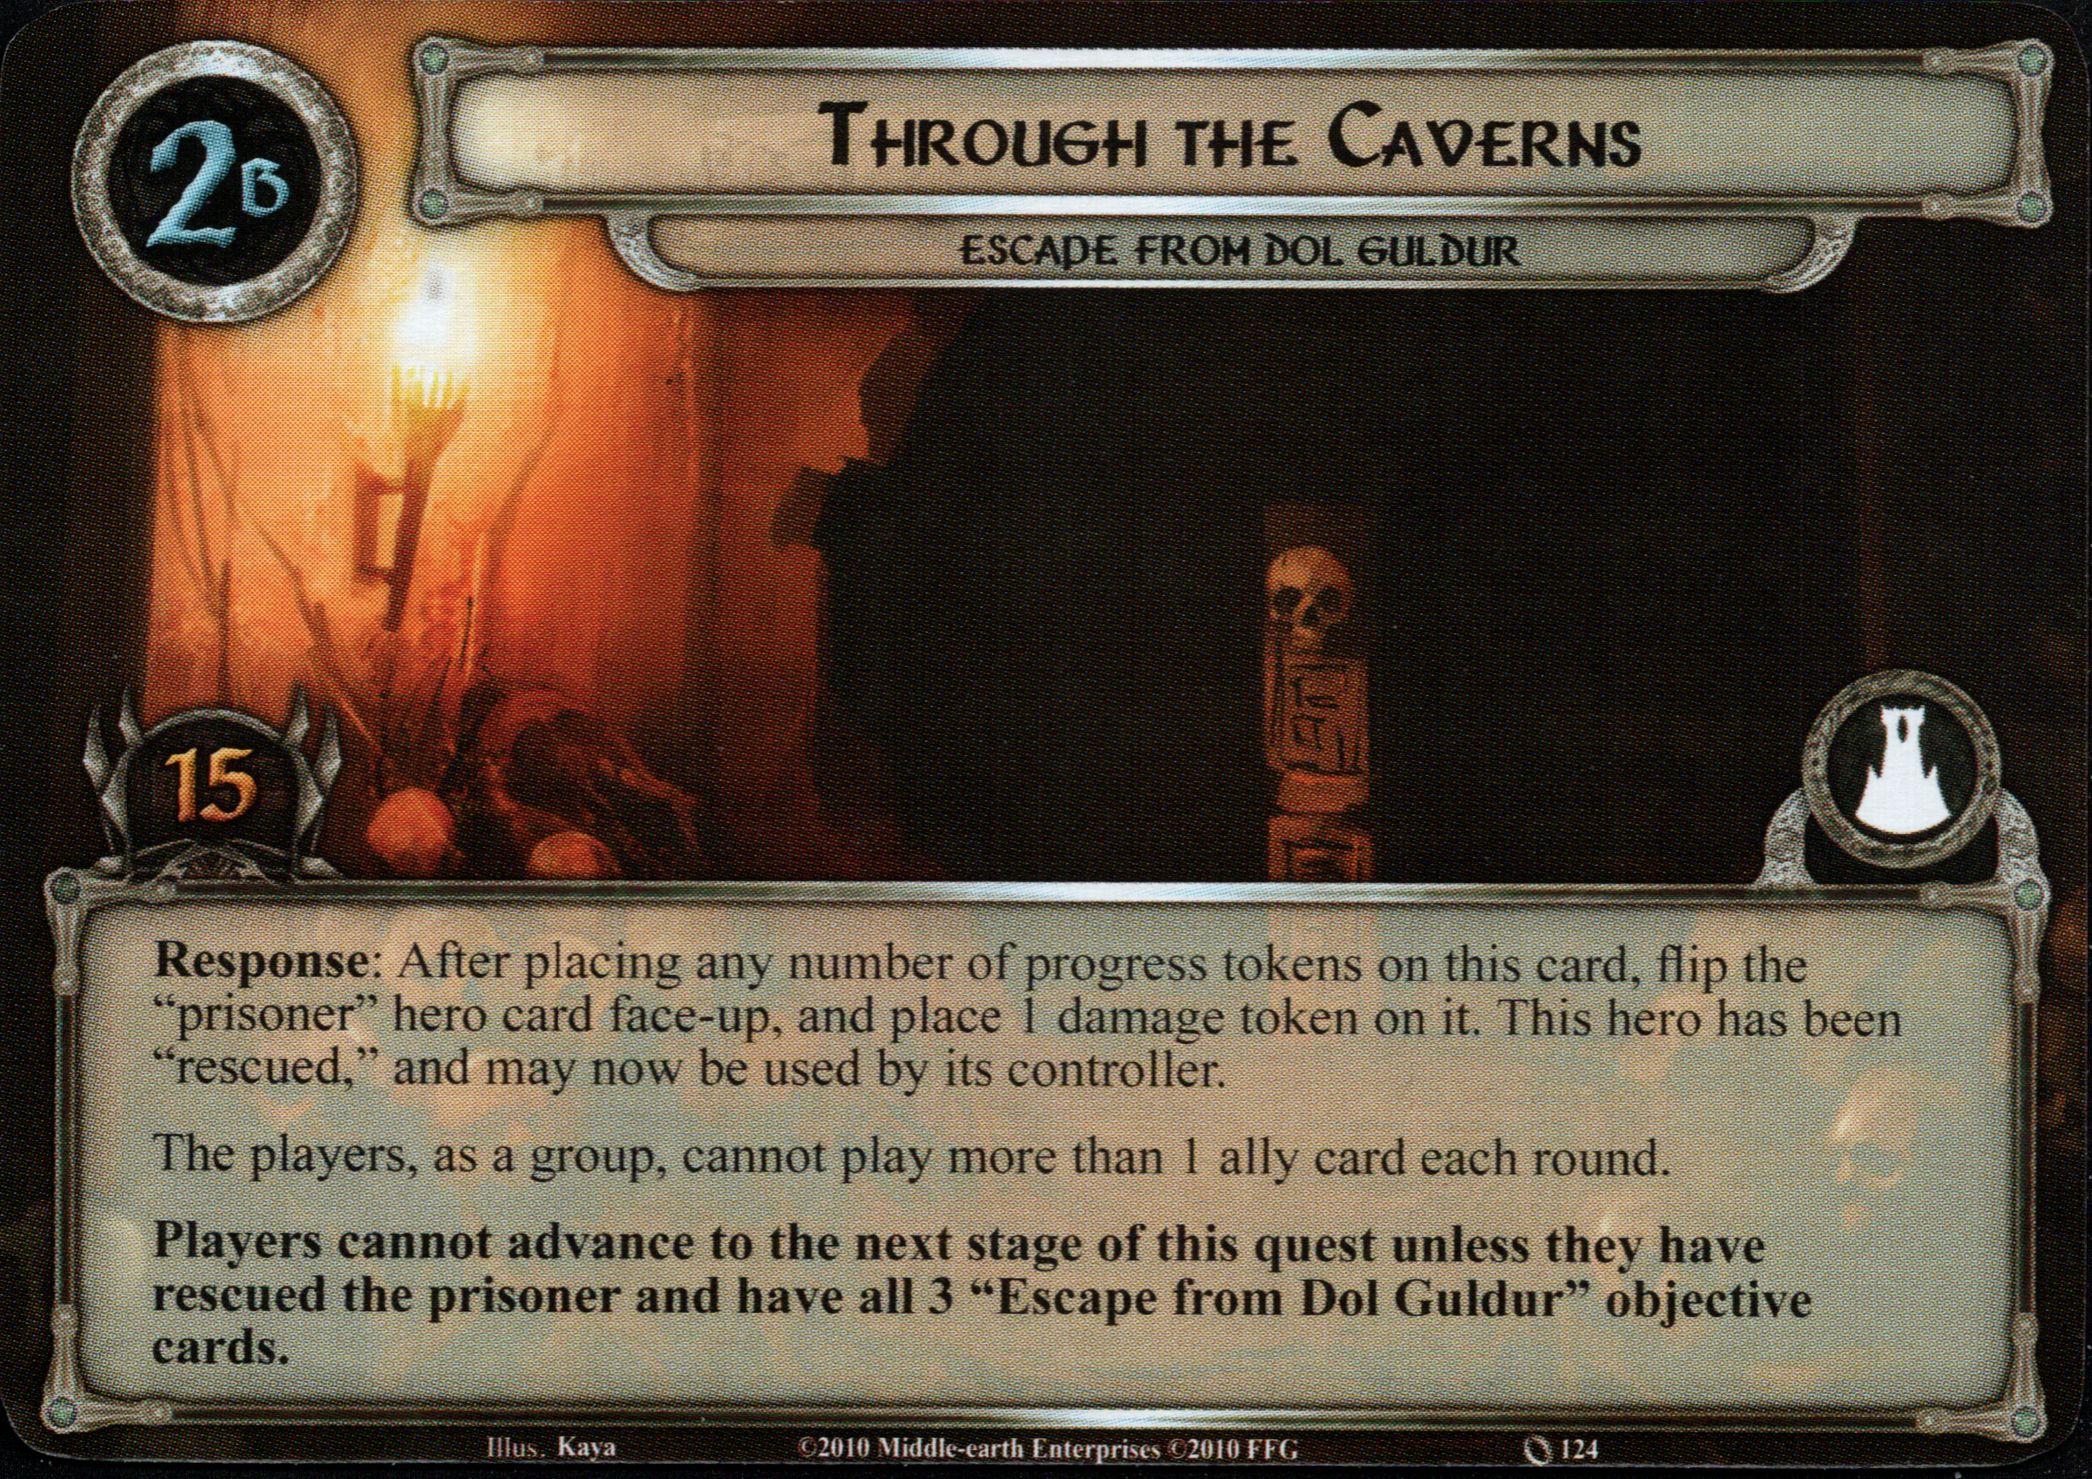 2B
THROUGH THE CAVERNS
ESCAPE FROM DOL GULDUR
15
Response: After placing any number of progress tokens on this card, flip the
“prisoner” hero card face-up, and place 1 damage token on it. This hero has been
“rescued,” and may now be used by its controller.
The players, as a group, cannot play more than 1 ally card each round.
Players cannot advance to the next stage of this quest unless they have
rescued the prisoner and have all 3 “Escape from Dol Guldur” objective
cards.
Illus. Kaya ©2010 Middle-earth Enterprises ©2010 FFG 124